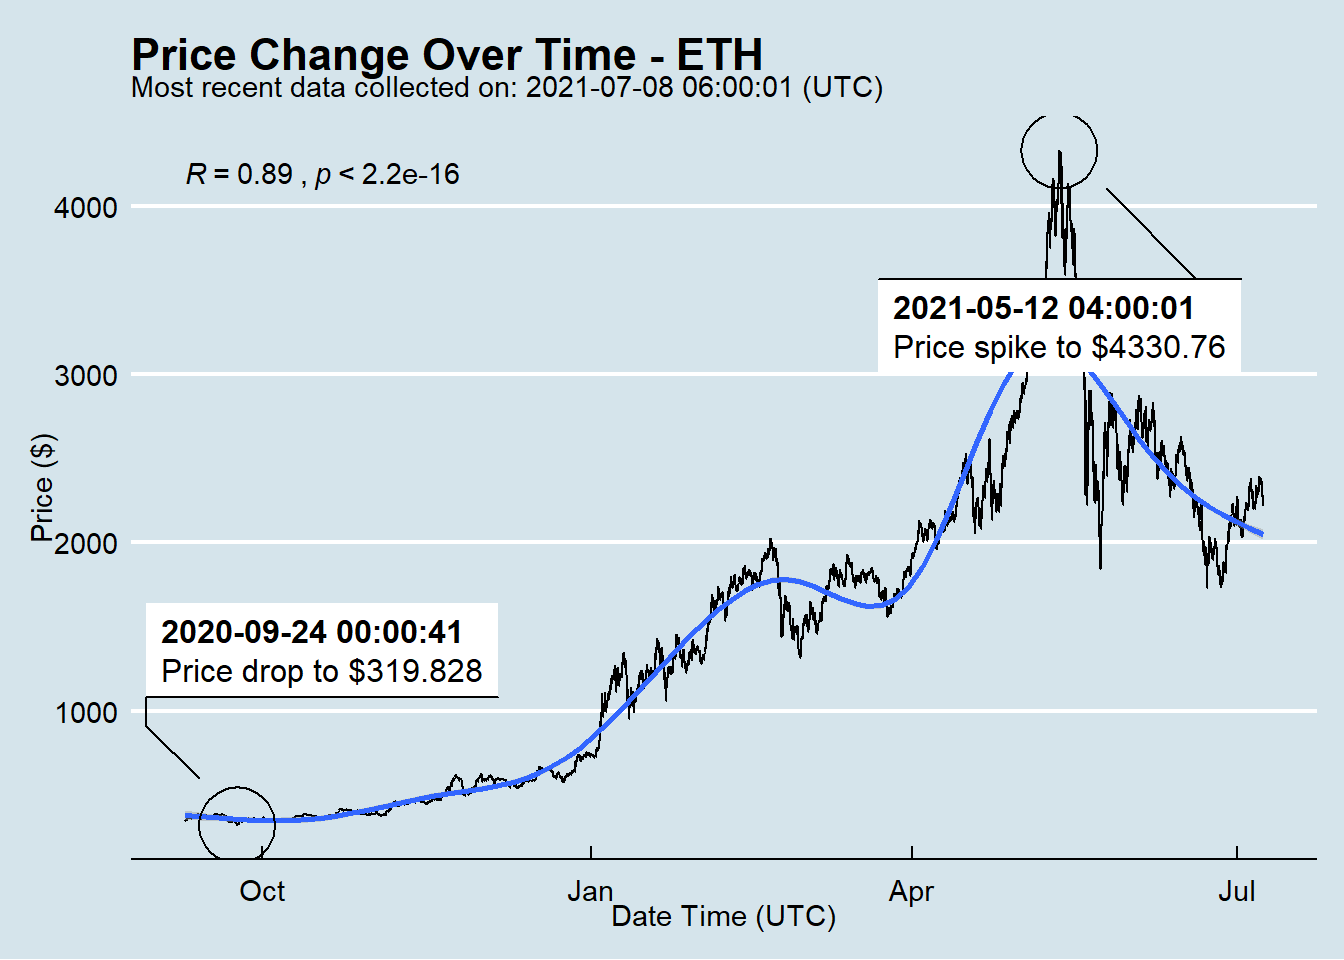 Price Change Over Time - ETH
Most recent data collected on: 2021-07-08 06:00:01 (UTC)
R = 0.89 , p < 2.2e-16
4000
3000
2000
1000
Price ($)
2021-05-12 04:00:01
Price spike to $4330.76
2020-09-24 00:00:41
Price drop to $319.828
Oct
Jan
Apr
Jul
Date Time (UTC)